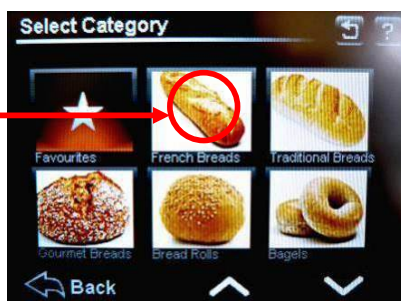 Select Category
?
Favourites
French Breads
Traditional Breads
Gourmet Breads
Bread Rolls
Bagels
Back